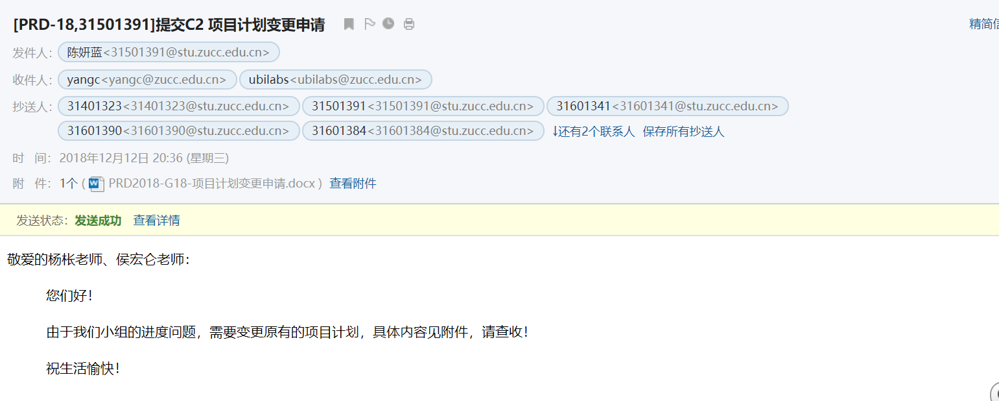 [PRD-18,31501391]提交C2 项目计划变更申请
精简信
发件人： 陈妍蓝<31501391@stu.zucc.edu.cn>
收件人： yangc<yangc@zucc.edu.cn> ubilabs<ubilabs@zucc.edu.cn>
抄送人： 31401323<31401323@stu.zucc.edu.cn> 31501391<31501391@stu.zucc.edu.cn> 31601341<31601341@stu.zucc.edu.cn>
31601390<31601390@stu.zucc.edu.cn> 31601384<31601384@stu.zucc.edu.cn> ↓还有2个联系人 保存所有抄送人
时 间： 2018年12月12日 20:36 (星期三)
附 件： 1个 ( PRD2018-G18-项目计划变更申请.docx ) 查看附件
发送状态： 发送成功 查看详情
敬爱的杨枨老师、侯宏仑老师：
您们好！
由于我们小组的进度问题，需要变更原有的项目计划，具体内容见附件，请查收！
祝生活愉快！